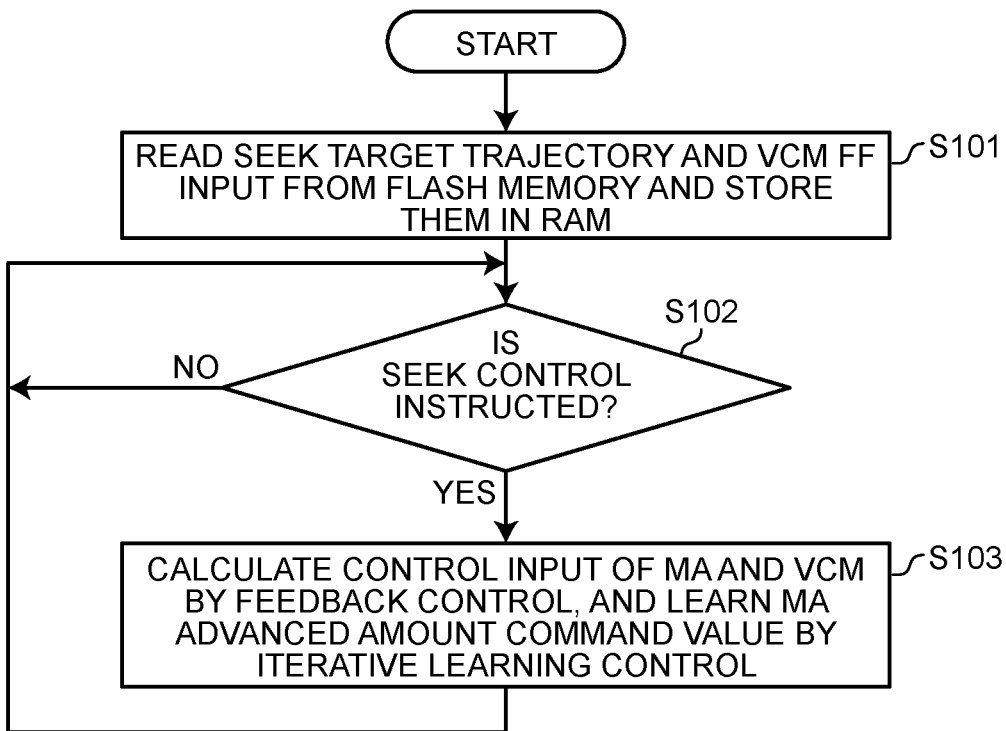 START
READ SEEK TARGET TRAJECTORY AND VCM FF
INPUT FROM FLASH MEMORY AND STORE
THEM IN RAM
S101
IS
SEEK CONTROL
INSTRUCTED?
S102
NO
YES
CALCULATE CONTROL INPUT OF MA AND VCM
BY FEEDBACK CONTROL, AND LEARN MA
ADVANCED AMOUNT COMMAND VALUE BY
ITERATIVE LEARNING CONTROL
S103